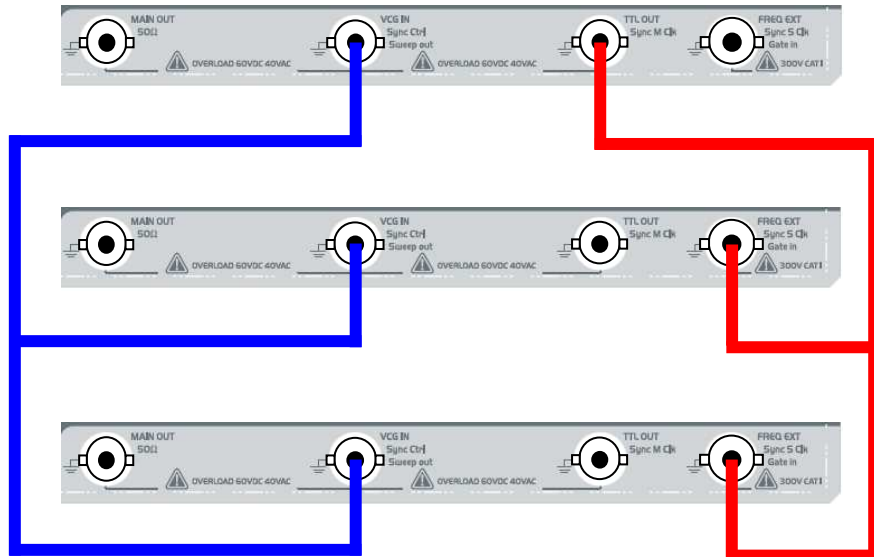 MAIN OUT
50Ω
VCG IN
Sync Ctrl
Sweep out
TTL OUT
Sync M Clk
FREQ EXT
Sync S Clk
Gate in
OVERLOAD 60VDC 40VAC
OVERLOAD 60VDC 40VAC
300V CAT I
MAIN OUT
50Ω
VCG IN
Sync Ctrl
Sweep out
TTL OUT
Sync M Clk
FREQ EXT
Sync S Clk
Gate in
OVERLOAD 60VDC 40VAC
OVERLOAD 60VDC 40VAC
300V CAT I
MAIN OUT
50Ω
VCG IN
Sync Ctrl
Sweep out
TTL OUT
Sync M Clk
FREQ EXT
Sync S Clk
Gate in
OVERLOAD 60VDC 40VAC
OVERLOAD 60VDC 40VAC
300V CAT I